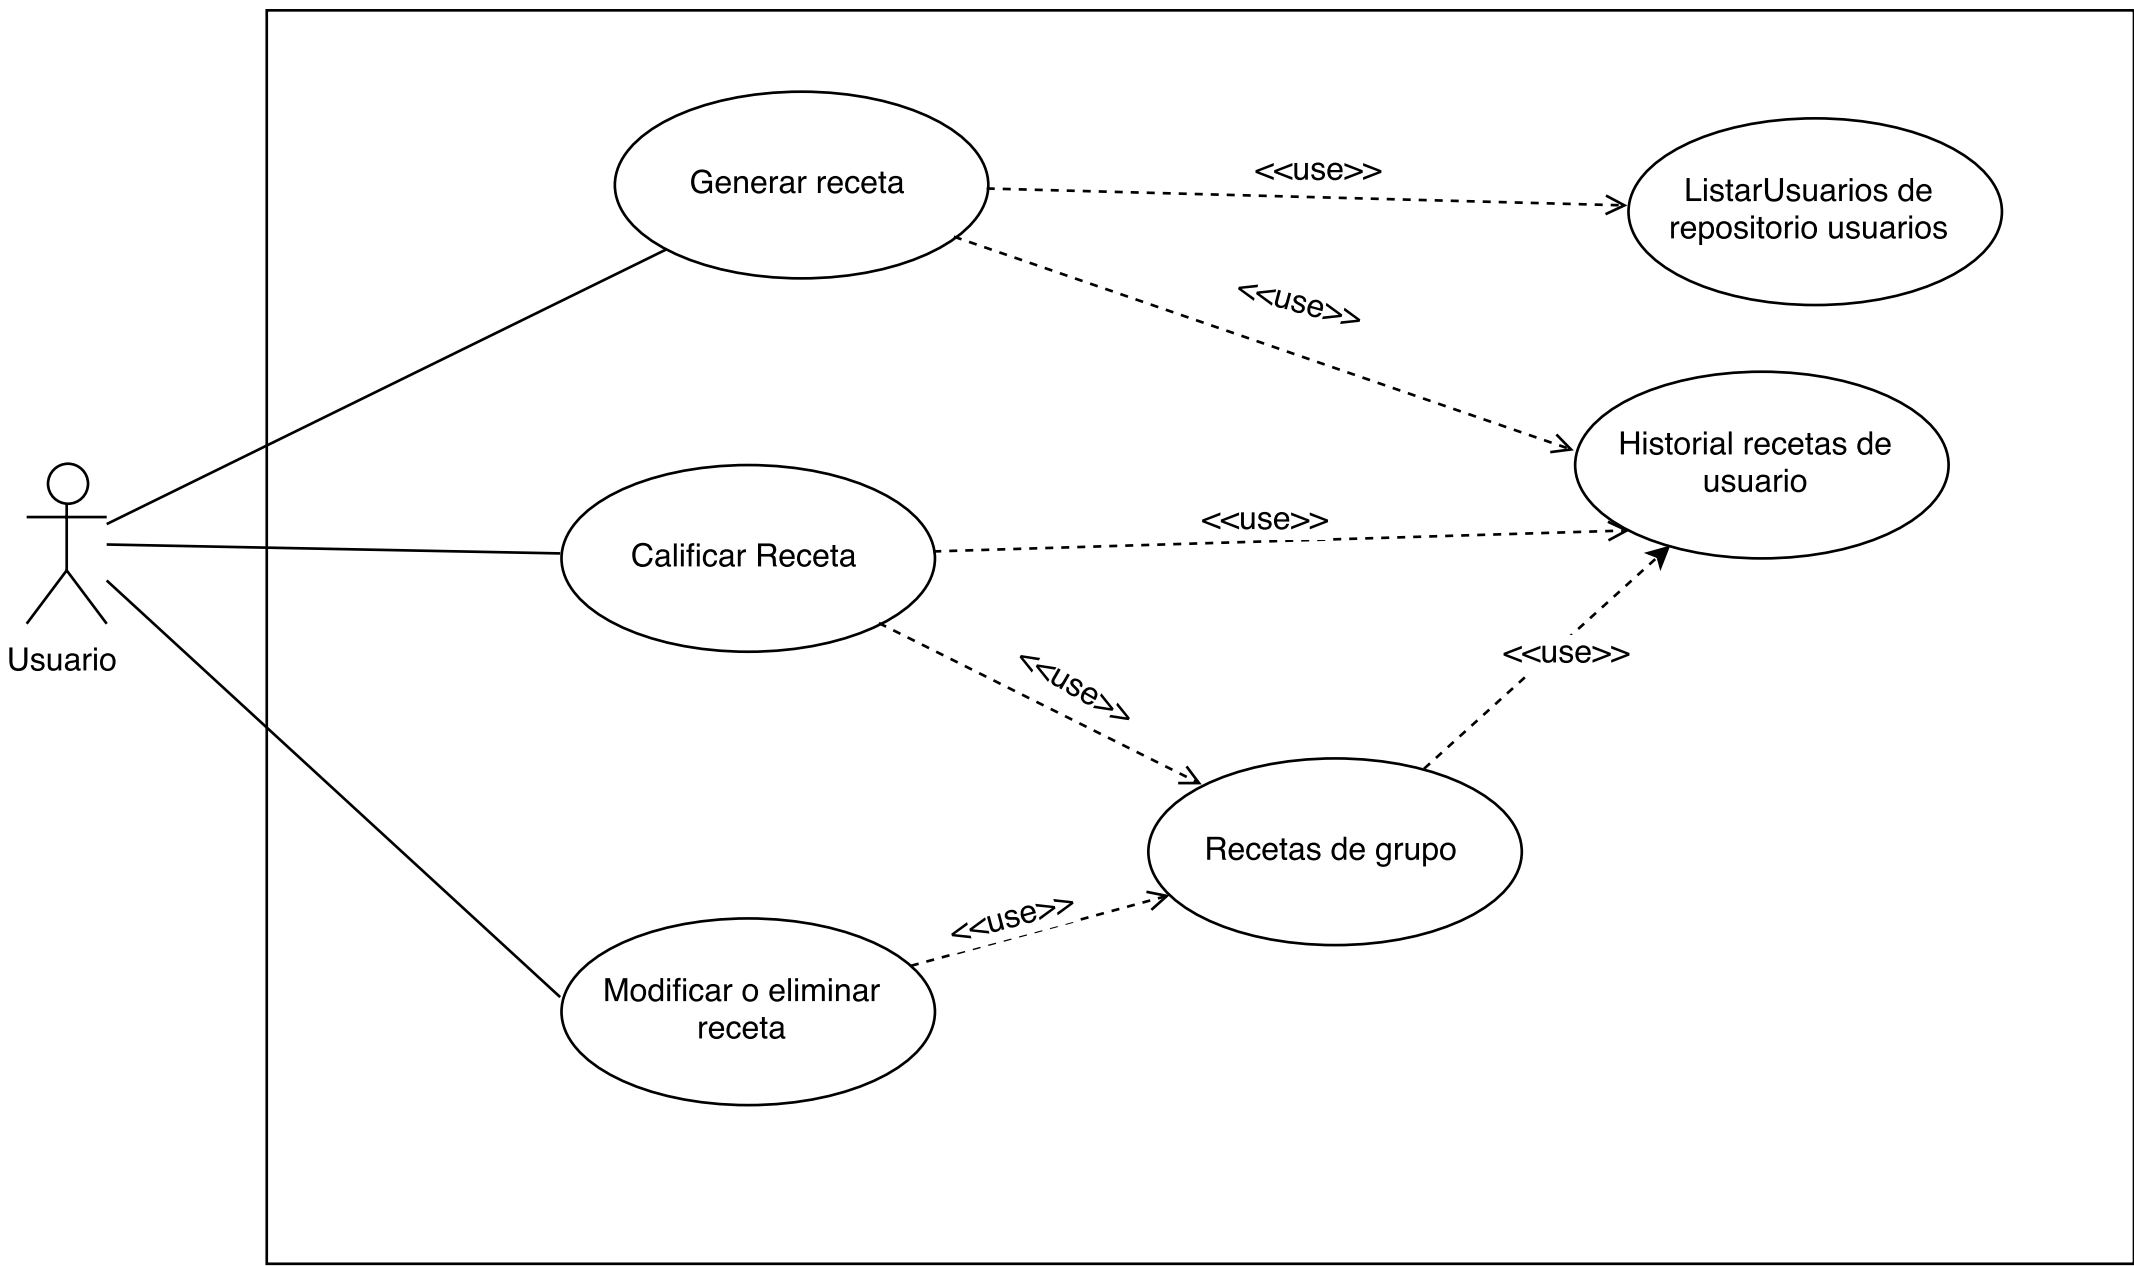 Generar receta
<<use>>
ListarUsuarios de
repositorio usuarios
<<use>>
Historial recetas de
usuario
Usuario
Calificar Receta
<<use>>
<<use>>
<<use>>
Recetas de grupo
<<use>>
Modificar o eliminar
receta